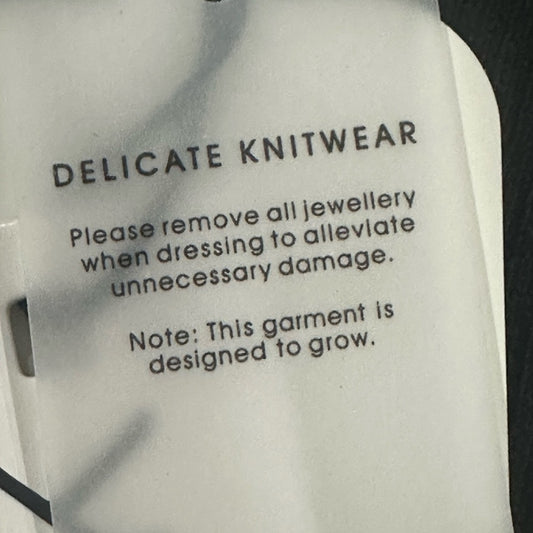 DELICATE KNITWEAR
Please remove all jewellery
when dressing to alleviate
unnecessary damage.
Note: This garment is
designed to grow.